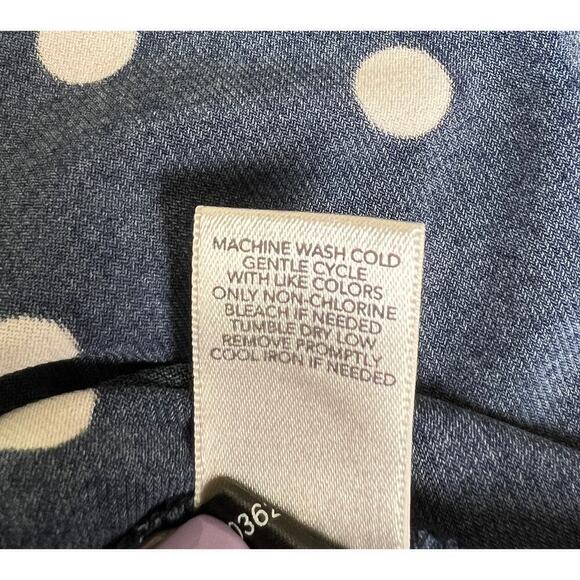 MACHINE WASH COLD
GENTLE CYCLE
WITH LIKE COLORS
ONLY NON-CHLORINE
BLEACH IF NEEDED
TUMBLE DRY LOW
REMOVE PROMPTLY
COOL IRON IF NEEDED
0362